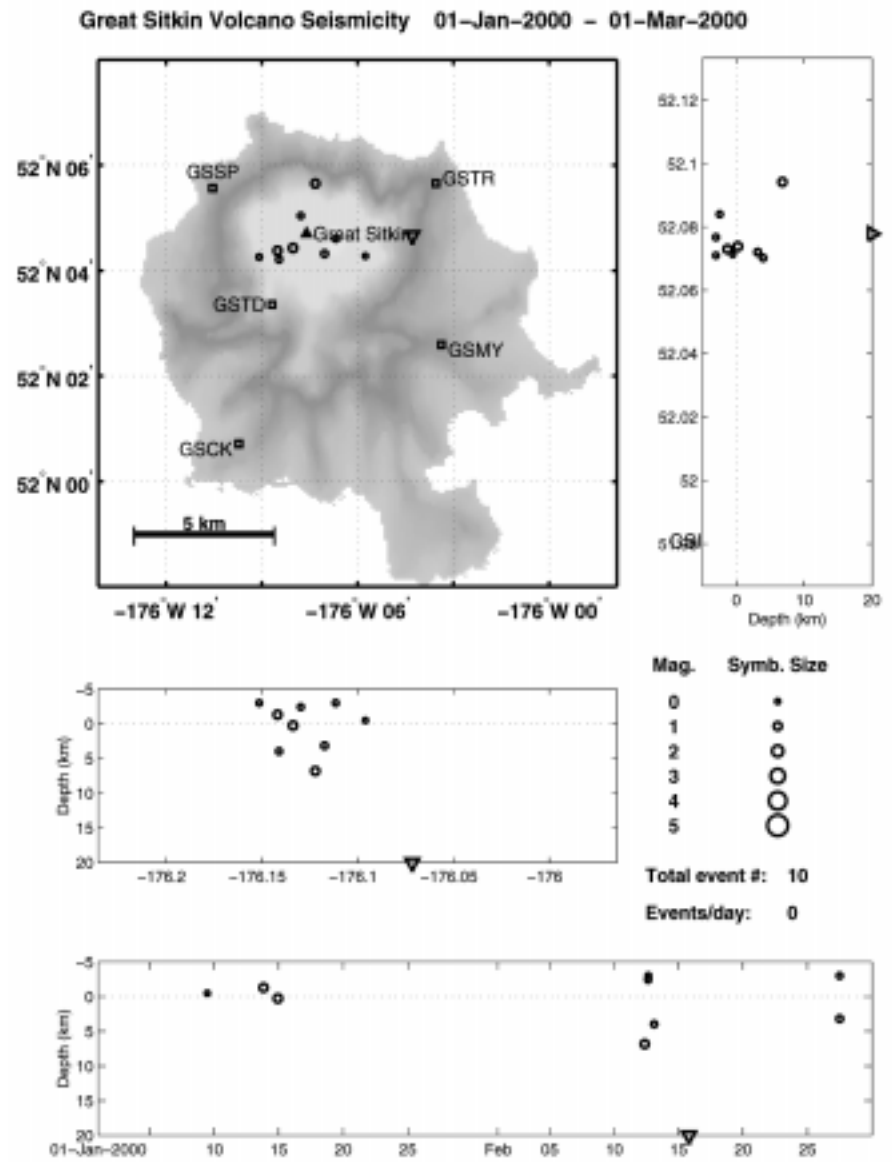 Great Sitkin Volcano Seismicity 01-Jan-2000 - 01-Mar-2000
52°N 06'
52°N 04'
52°N 02'
52°N 00'
GSSP
GSTR
Great Sitkin
GSTD
GSMY
GSCK
5 km
-176°W 12' -176°W 06' -176°W 00'
52.12
52.1
52.08
52.06
52.04
52.02
52
0 10 20
Depth (km)
Mag. Symb. Size
0
1
2
3
4
5
Total event #: 10
Events/day: 0
-5
0
5
10
15
20
Depth (km)
-176.2 -176.15 -176.1 -176.05 -176
-5
0
5
10
15
20
Depth (km)
01-Jan-2000 10 15 20 25 Feb 05 10 15 20 25